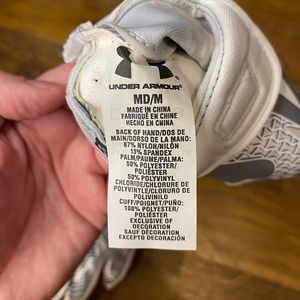 UNDER ARMOUR
MD/M
MADE IN CHINA
FABRIQUÉ EN CHINE
HECHO EN CHINA
BACK OF HAND/DOS DE
MAIN/DORSO DE LA MANO:
87% NYLON/NILÓN
13% SPANDEX
PALM/PAUME/PALMA:
50% POLYESTER/
POLIÉSTER
50% POLYVINYL
CHLORIDE/CHLORURE DE
POLYVINYLE/CLORURO DE
POLIVINILO
CUFF/POIGNET/PUÑO:
100% POLYESTER/
POLIÉSTER
EXCLUSIVE OF
DECORATION
SAUF DÉCORATION
EXCEPTO DECORACIÓN